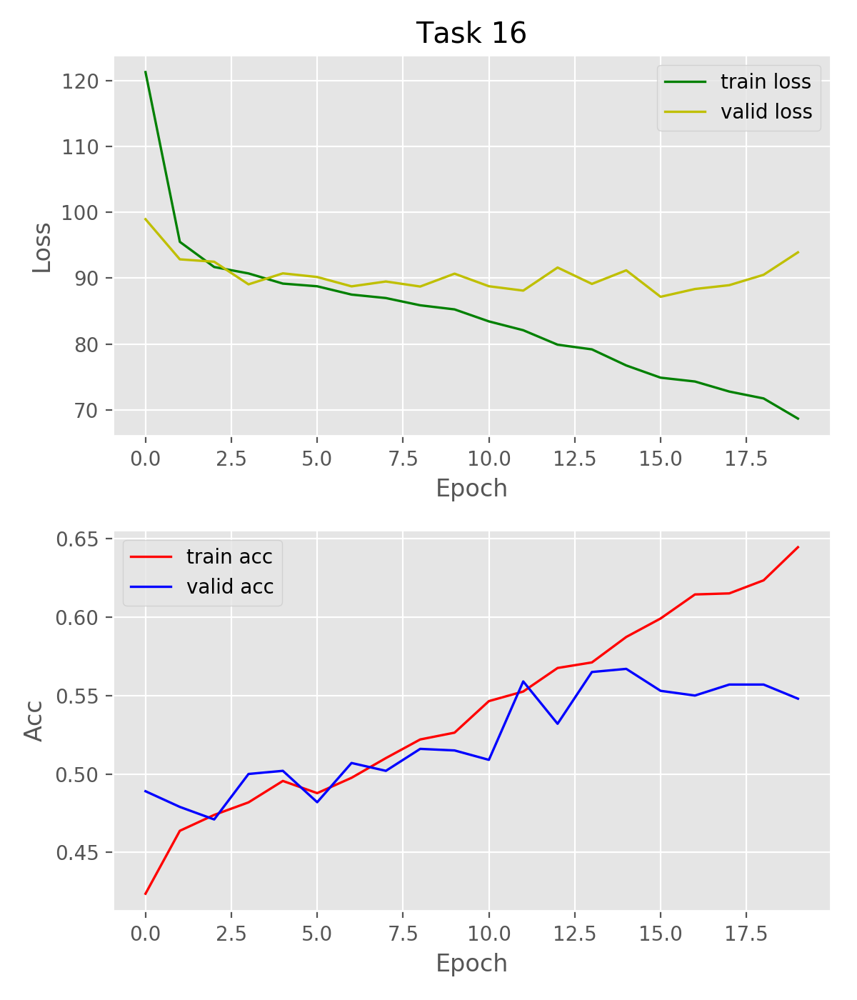 Task 16
120
110
100
90
80
70
Loss
train loss
valid loss
0.0 2.5 5.0 7.5 10.0 12.5 15.0 17.5
Epoch
0.65
0.60
0.55
0.50
0.45
Acc
train acc
valid acc
0.0 2.5 5.0 7.5 10.0 12.5 15.0 17.5
Epoch